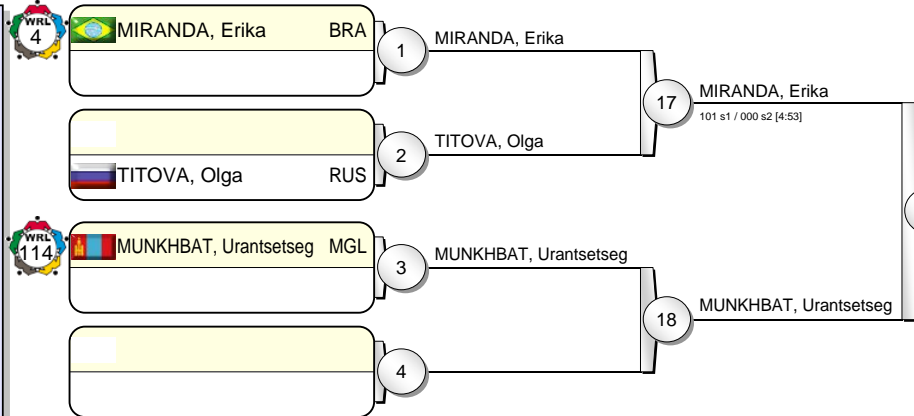 WRL
4
MIRANDA, Erika BRA
1
MIRANDA, Erika
17
MIRANDA, Erika
101 s1 / 000 s2 [4:53]
2
TITOVA, Olga
TITOVA, Olga RUS
WRL
114
MUNKHBAT, Urantsetseg MGL
3
MUNKHBAT, Urantsetseg
18
MUNKHBAT, Urantsetseg
4